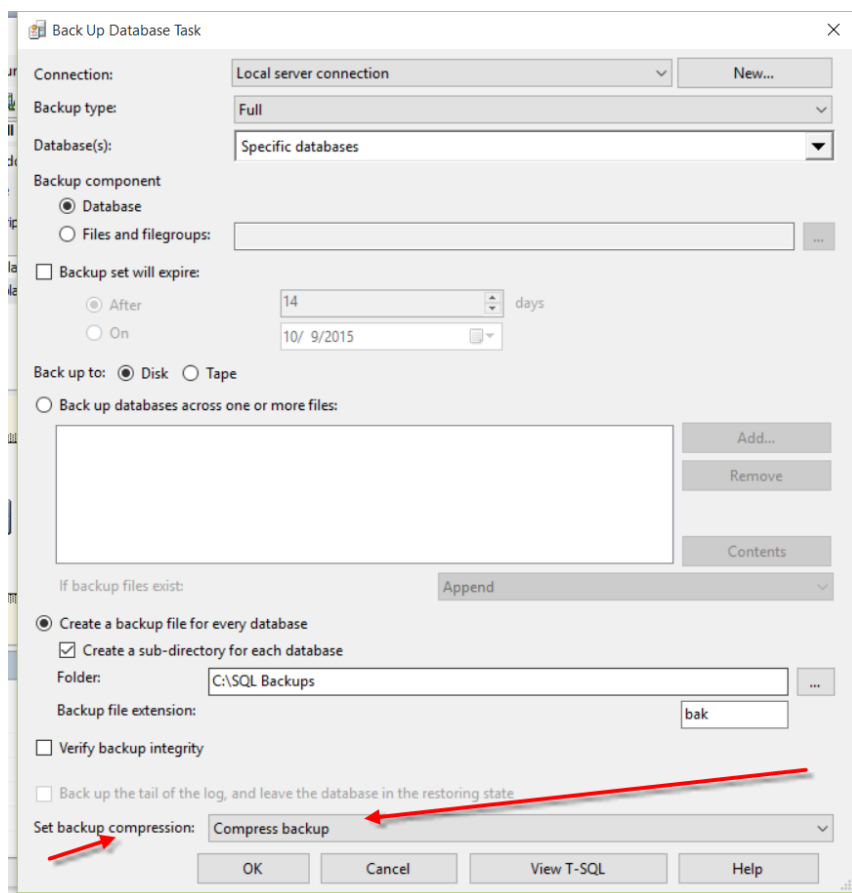 Back Up Database Task
Connection: Local server connection New...
Backup type: Full
Database(s): Specific databases
Backup component
Database
Files and filegroups: ...
Backup set will expire:
After 14 days
On 10/ 9/2015
Back up to: Disk Tape
Back up databases across one or more files:
Add...
Remove
Contents
If backup files exist: Append
Create a backup file for every database
Create a sub-directory for each database
Folder: C:\SQL Backups ...
Backup file extension: bak
Verify backup integrity
Back up the tail of the log, and leave the database in the restoring state
Set backup compression: Compress backup
OK Cancel View T-SQL Help